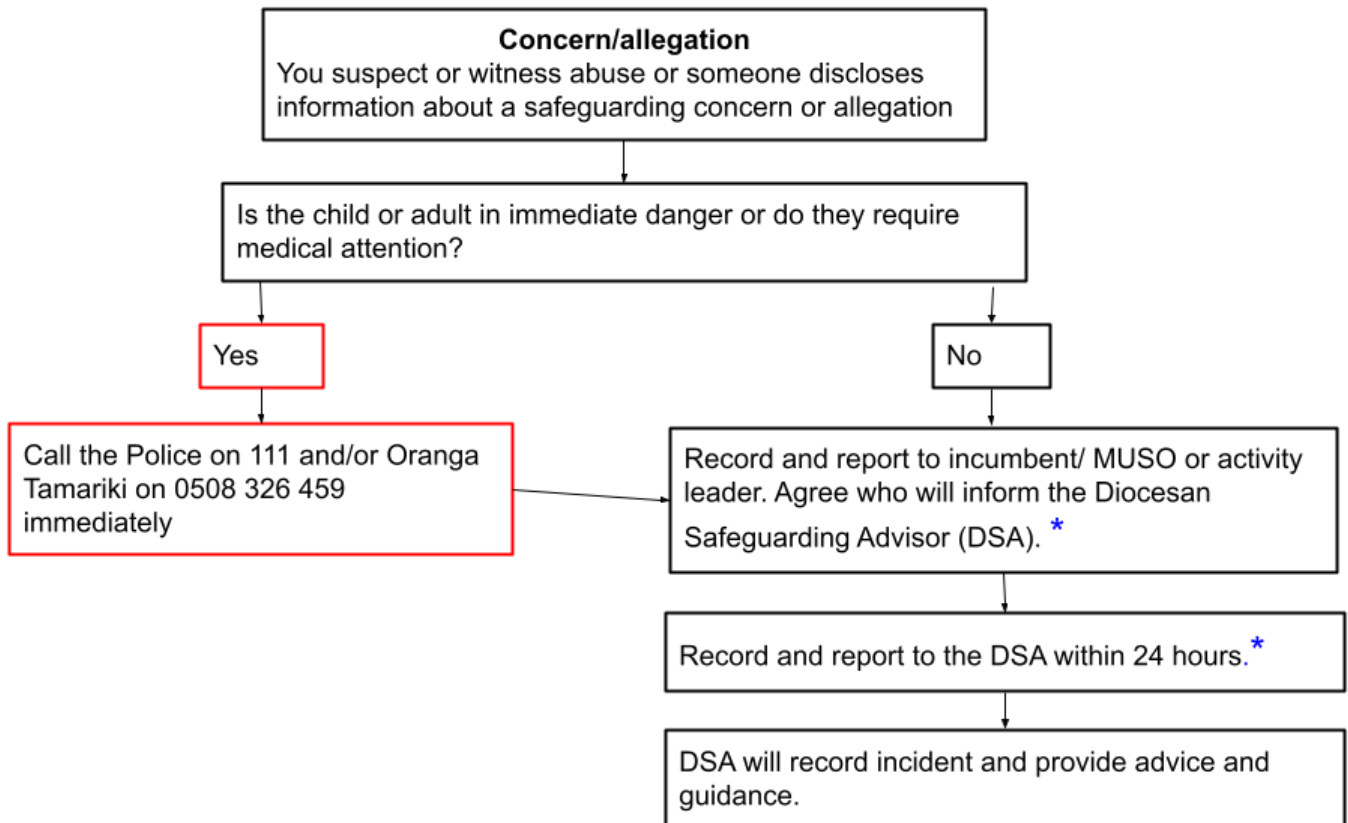 Concern/allegation
You suspect or witness abuse or someone discloses
information about a safeguarding concern or allegation
Is the child or adult in immediate danger or do they require
medical attention?
Yes
No
Call the Police on 111 and/or Oranga
Tamariki on 0508 326 459
immediately
Record and report to incumbent/ MUSO or activity
leader. Agree who will inform the Diocesan
Safeguarding Advisor (DSA). *
Record and report to the DSA within 24 hours.*
DSA will record incident and provide advice and
guidance.